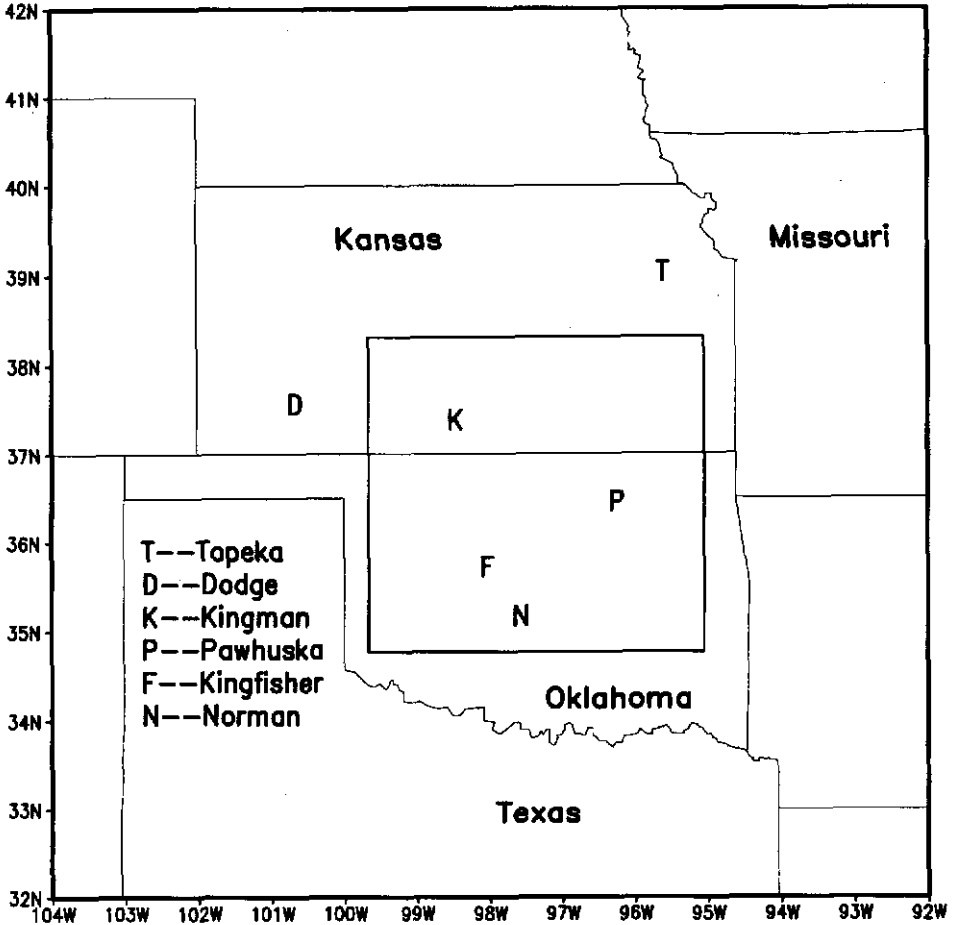 42N
41N
40N
Kansas
Missouri
39N
T
38N
D
K
37N
P
36N
T--Topeka
F
D--Dodge
N
35N
K--Kingman
P--Pawhuska
F--Kingfisher
Oklahoma
34N
N--Norman
33N
Texas
32N
104W 103W 102W 101W 100W 99W 98W 97W 96W 95W 94W 93W 92W